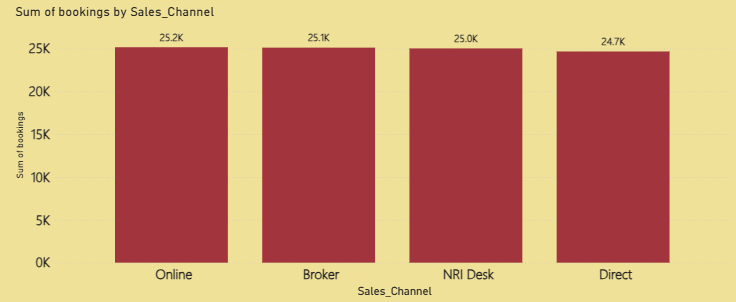 Sum of bookings by Sales_Channel
25.2K
25.1K
25.0K
24.7K
25K
20K
15K
10K
5K
0K
Sum of bookings
Online
Broker
NRI Desk
Direct
Sales_Channel